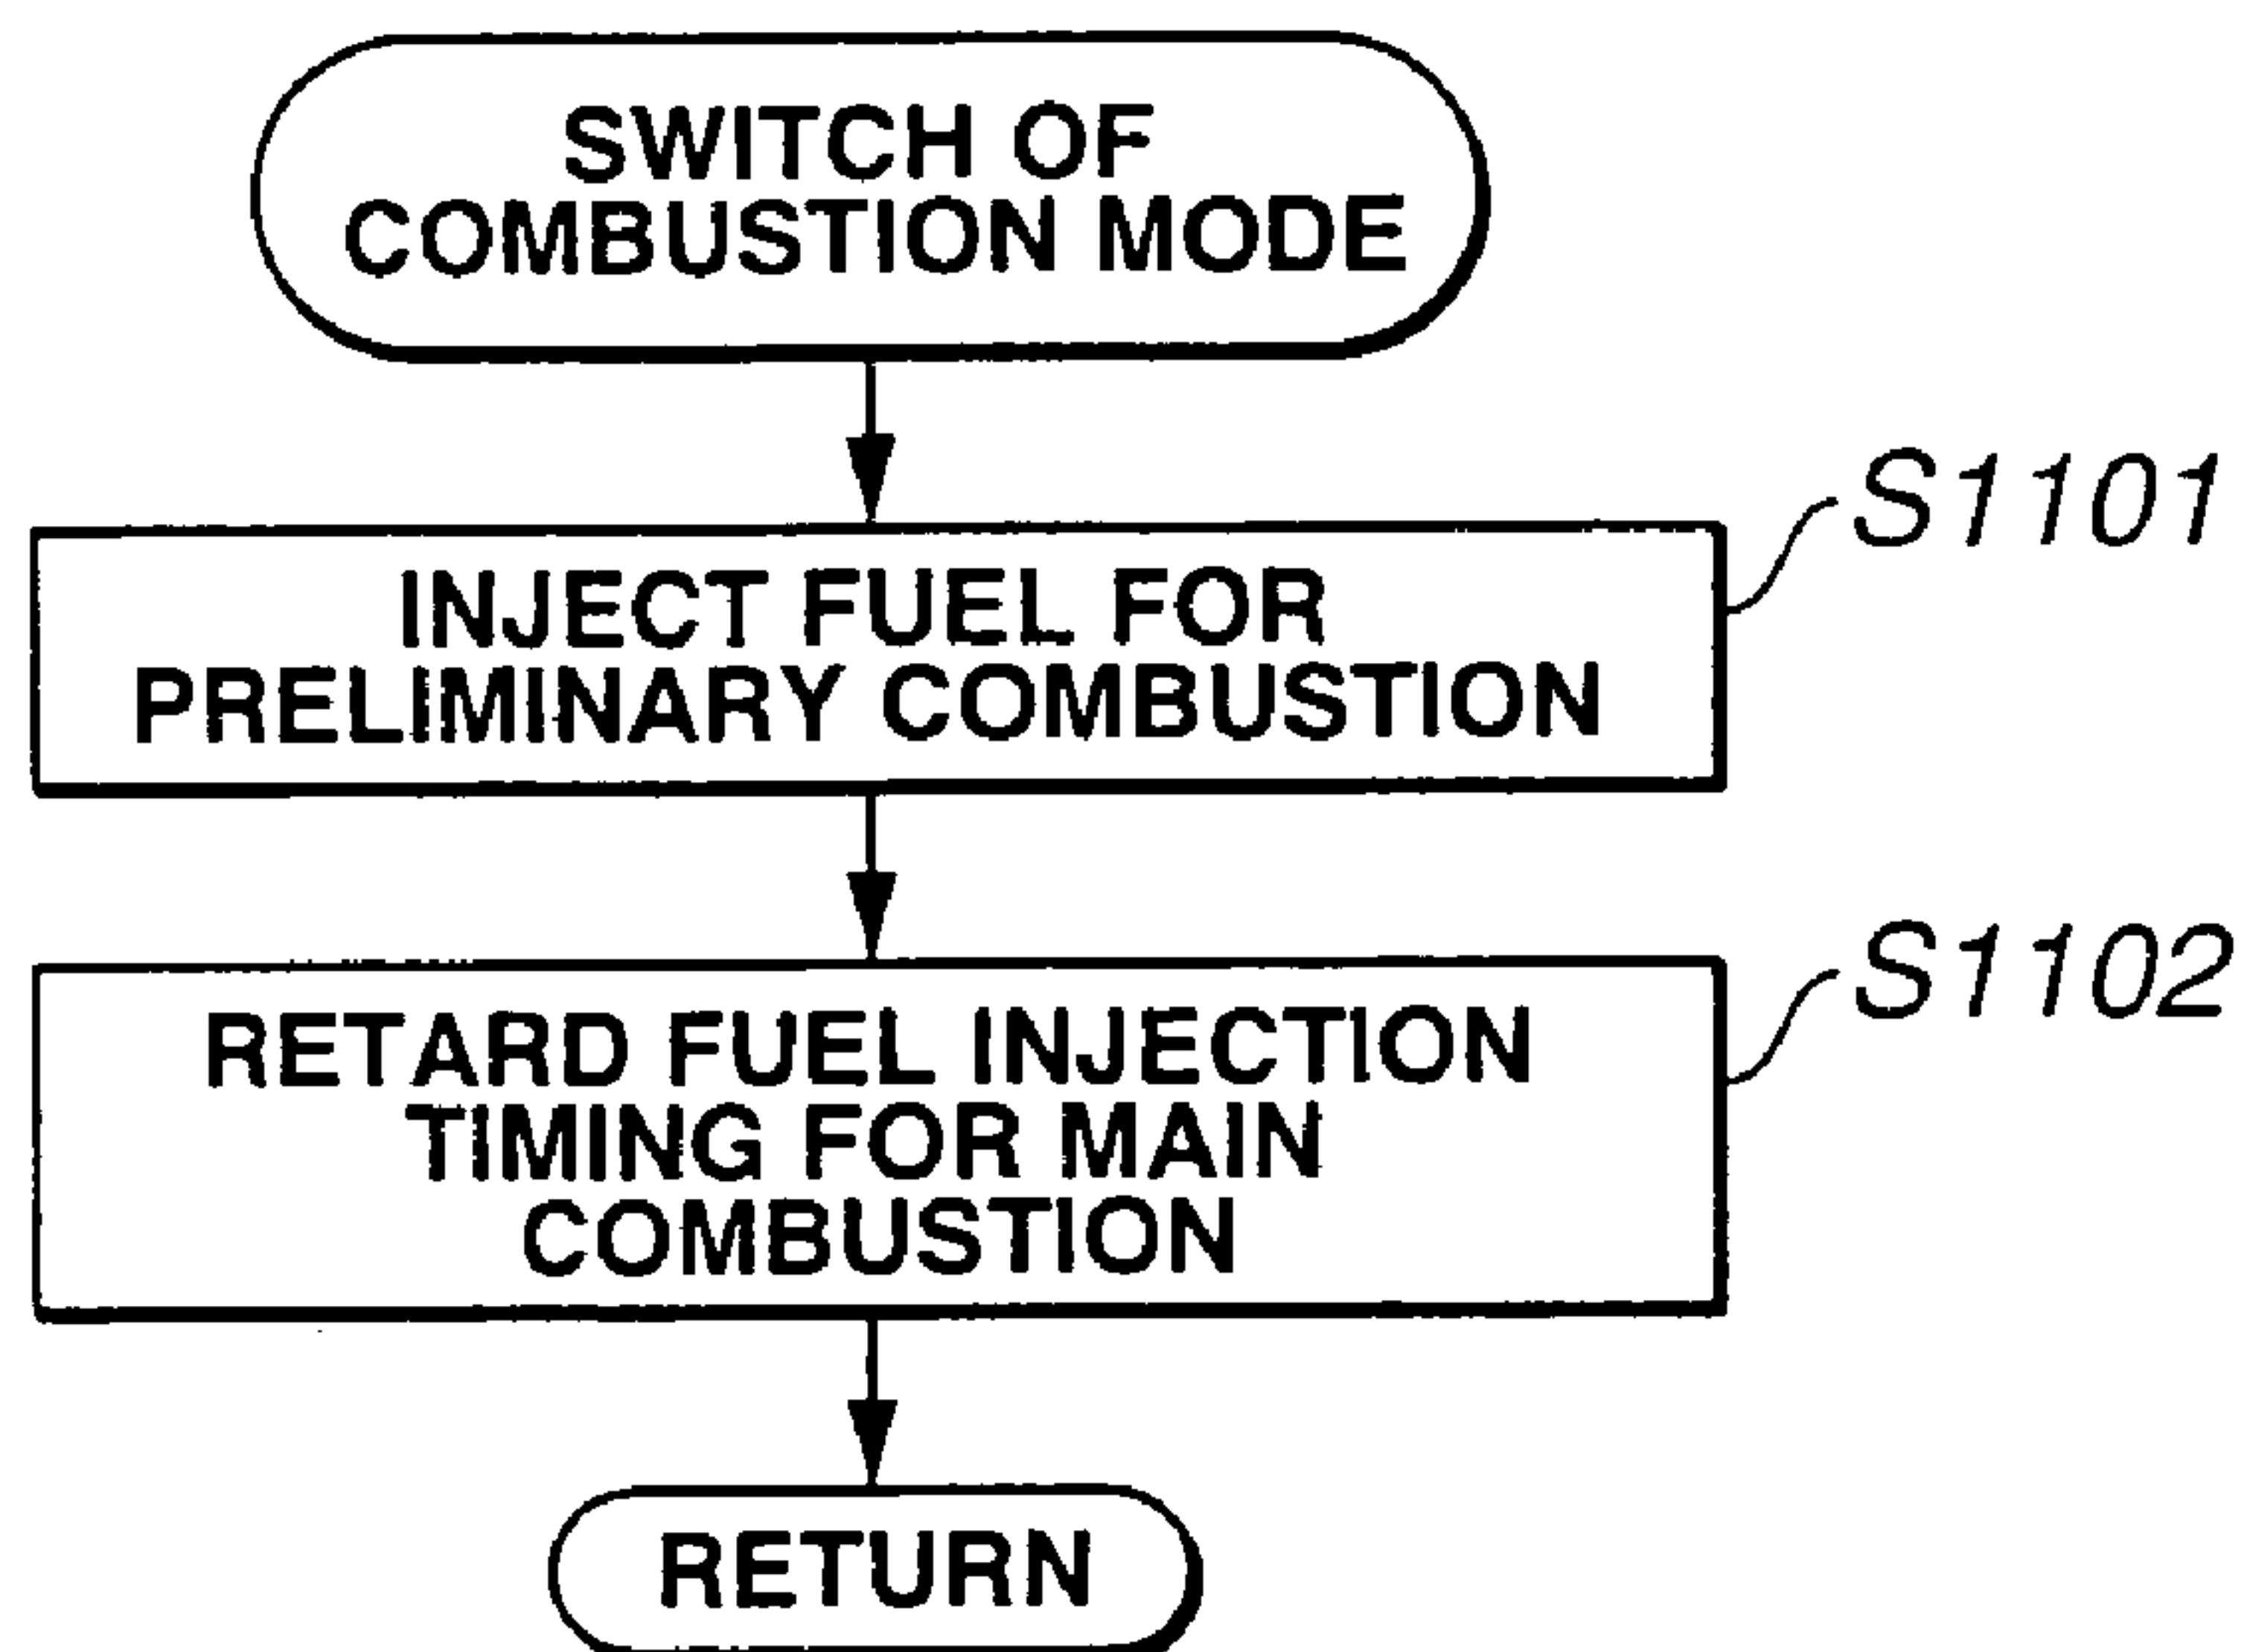 SWITCH OF
COMBUSTION MODE
S1101
INJECT FUEL FOR
PRELIMINARY COMBUSTION
S1102
RETARD FUEL INJECTION
TIMING FOR MAIN
COMBUSTION
RETURN